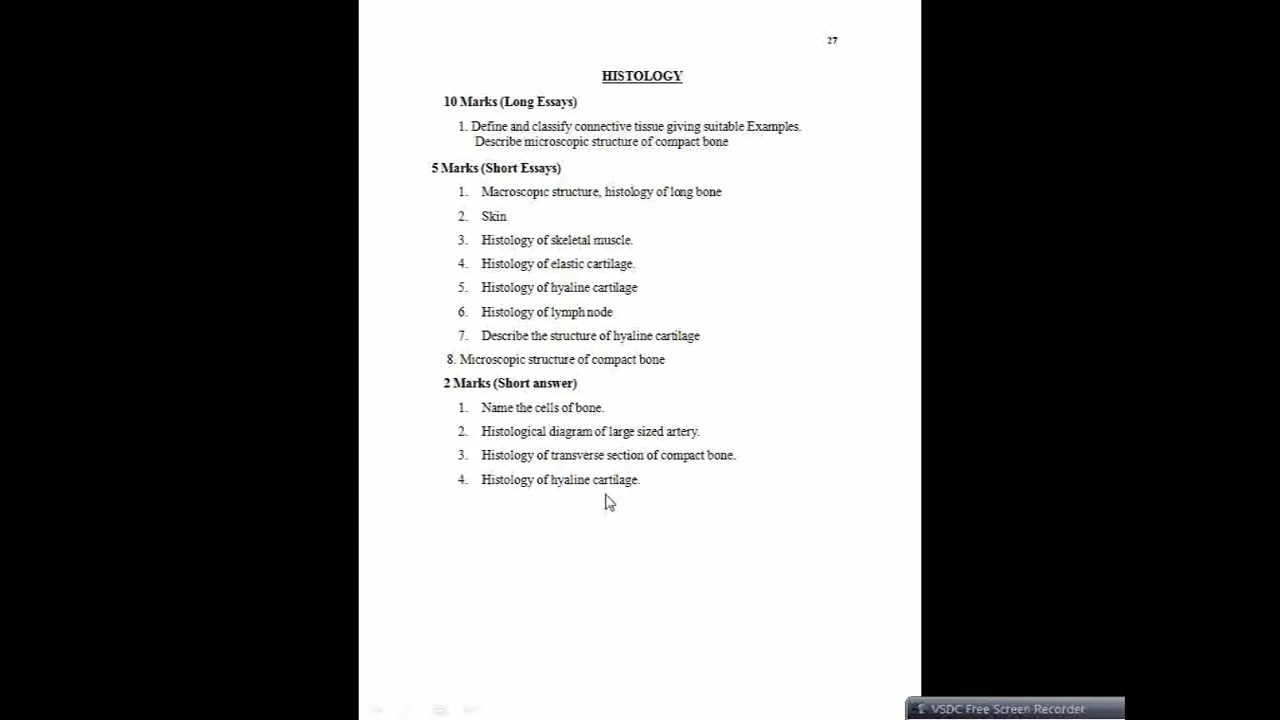 27
HISTOLOGY
10 Marks (Long Essays)
1. Define and classify connective tissue giving suitable Examples.
Describe microscopic structure of compact bone
5 Marks (Short Essays)
1. Macroscopic structure, histology of long bone
2. Skin
3. Histology of skeletal muscle.
4. Histology of elastic cartilage.
5. Histology of hyaline cartilage
6. Histology of lymph node
7. Describe the structure of hyaline cartilage
8. Microscopic structure of compact bone
2 Marks (Short answer)
1. Name the cells of bone.
2. Histological diagram of large sized artery.
3. Histology of transverse section of compact bone.
4. Histology of hyaline cartilage.
VSDC Free Screen Recorder